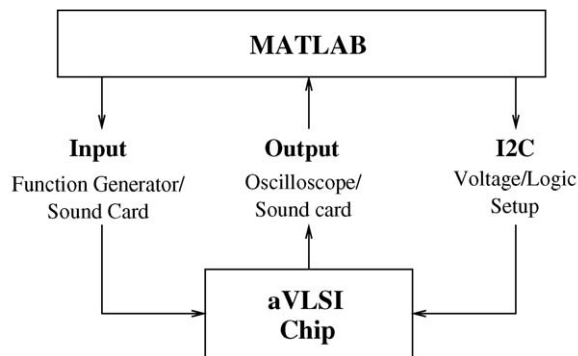 MATLAB
Input
Function Generator/
Sound Card
Output
Oscilloscope/
Sound card
I2C
Voltage/Logic
Setup
aVLSI
Chip